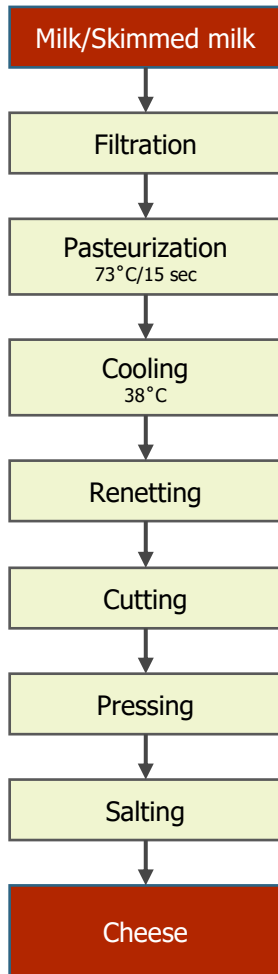 Milk/Skimmed milk
Filtration
Pasteurization
73˚C/15 sec
Cooling
38˚C
Renetting
Cutting
Pressing
Salting
Cheese